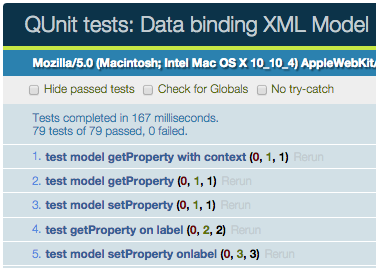 QUnit tests: Data binding XML Model
Mozilla/5.0 (Macintosh; Intel Mac OS X 10_10_4) AppleWebKit/
Hide passed tests Check for Globals No try-catch
Tests completed in 167 milliseconds.
79 tests of 79 passed, 0 failed.
1. test model getProperty with context (0, 1, 1) Rerun
2. test model getProperty (0, 1, 1) Rerun
3. test model setProperty (0, 1, 1) Rerun
4. test getProperty on label (0, 2, 2) Rerun
5. test model setProperty onlabel (0, 3, 3) Rerun